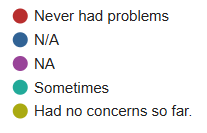 Never had problems
N/A
NA
Sometimes
Had no concerns so far.